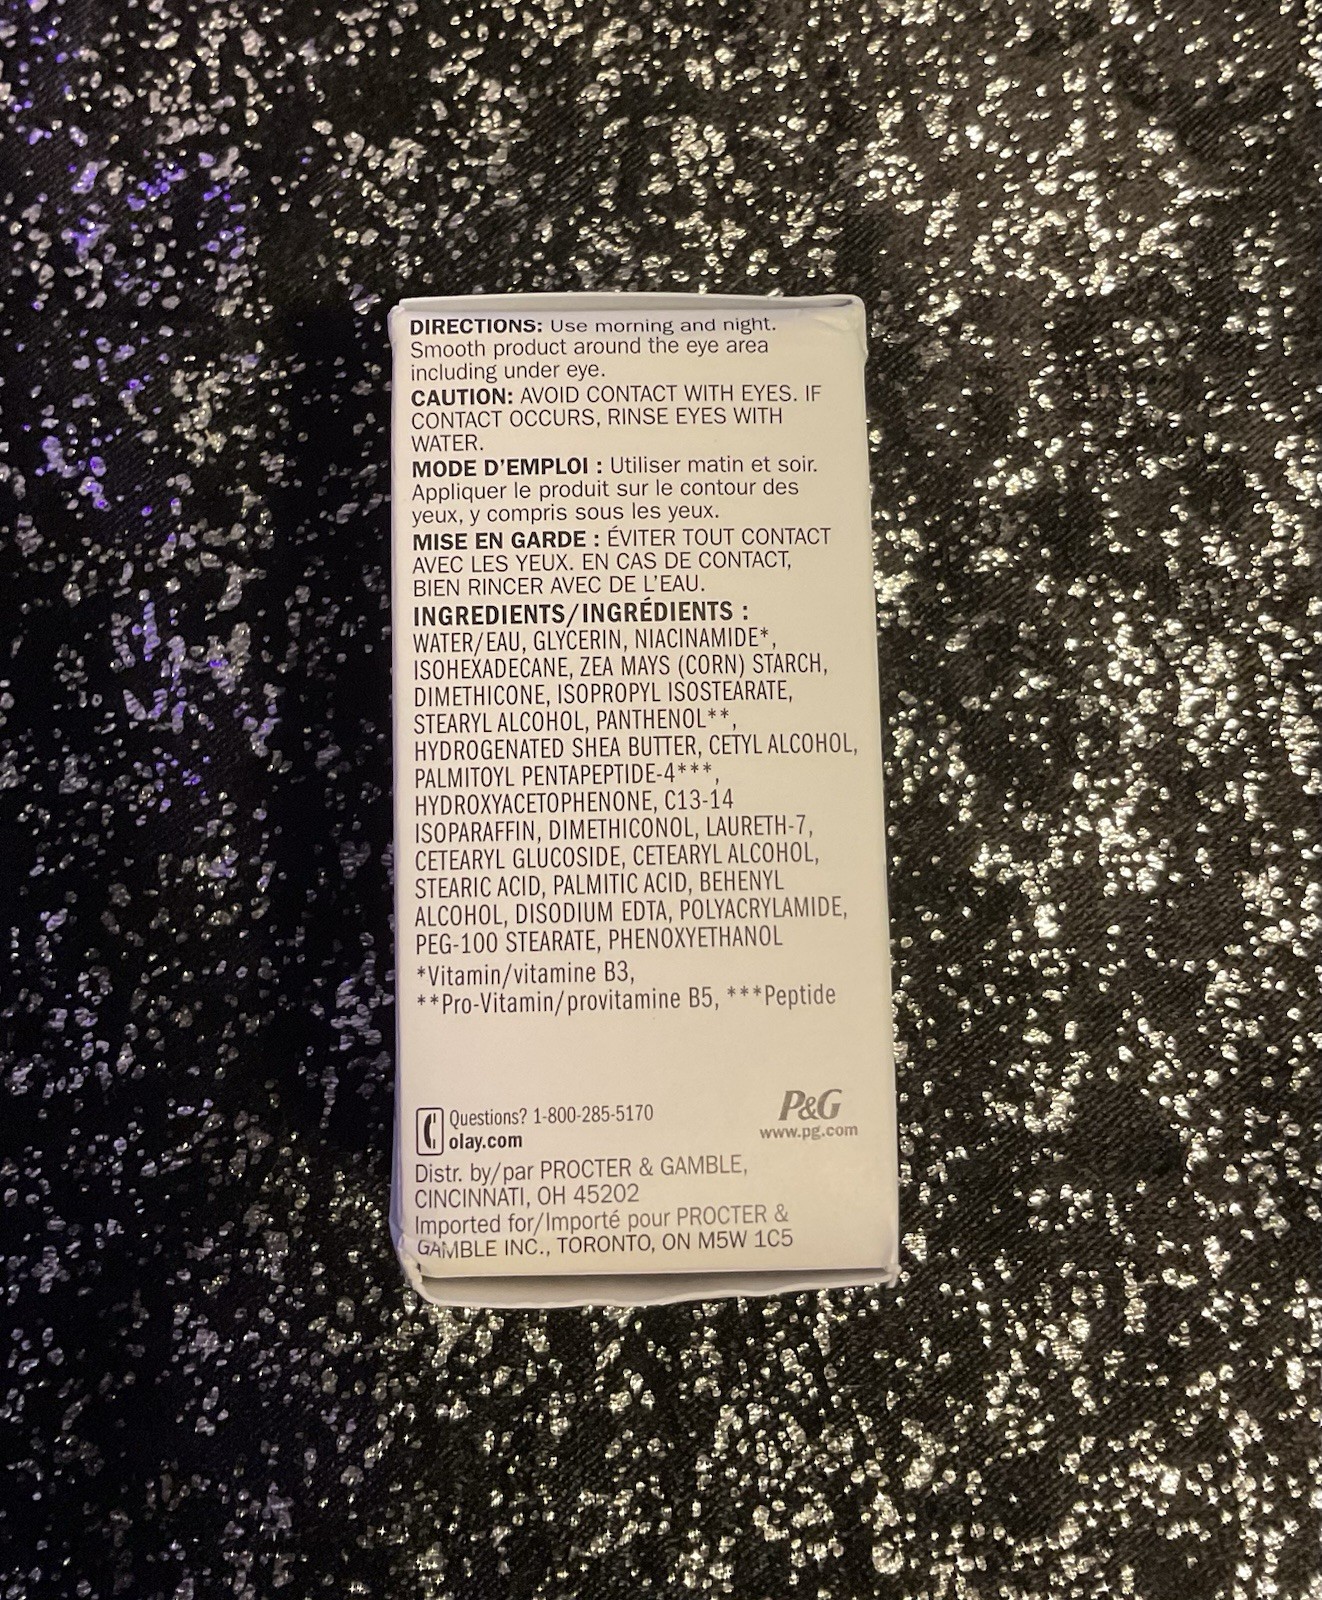 DIRECTIONS: Use morning and night.
Smooth product around the eye area
including under eye.
CAUTION: AVOID CONTACT WITH EYES. IF
CONTACT OCCURS, RINSE EYES WITH
WATER.
MODE D'EMPLOI : Utiliser matin et soir.
Appliquer le produit sur le contour des
yeux, y compris sous les yeux.
MISE EN GARDE : ÉVITER TOUT CONTACT
AVEC LES YEUX. EN CAS DE CONTACT,
BIEN RINCER AVEC DE L'EAU.
INGREDIENTS/INGRÉDIENTS :
WATER/EAU, GLYCERIN, NIACINAMIDE*,
ISOHEXADECANE, ZEA MAYS (CORN) STARCH,
DIMETHICONE, ISOPROPYL ISOSTEARATE,
STEARYL ALCOHOL, PANTHENOL**,
HYDROGENATED SHEA BUTTER, CETYL ALCOHOL,
PALMITOYL PENTAPEPTIDE-4***,
HYDROXYACETOPHENONE, C13-14
ISOPARAFFIN, DIMETHICONOL, LAURETH-7,
CETEARYL GLUCOSIDE, CETEARYL ALCOHOL,
STEARIC ACID, PALMITIC ACID, BEHENYL
ALCOHOL, DISODIUM EDTA, POLYACRYLAMIDE,
PEG-100 STEARATE, PHENOXYETHANOL
*Vitamin/vitamine B3,
**Pro-Vitamin/provitamine B5, ***Peptide
Questions? 1-800-285-5170
olay.com
P&G
www.pg.com
Distr. by/par PROCTER & GAMBLE,
CINCINNATI, OH 45202
Imported for/Importé pour PROCTER &
GAMBLE INC., TORONTO, ON M5W 1C5